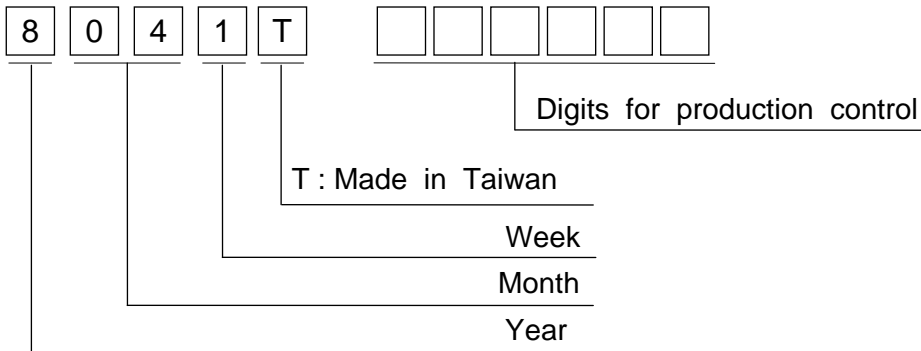 8 0 4 1 T
Digits for production control
T : Made in Taiwan
Week
Month
Year